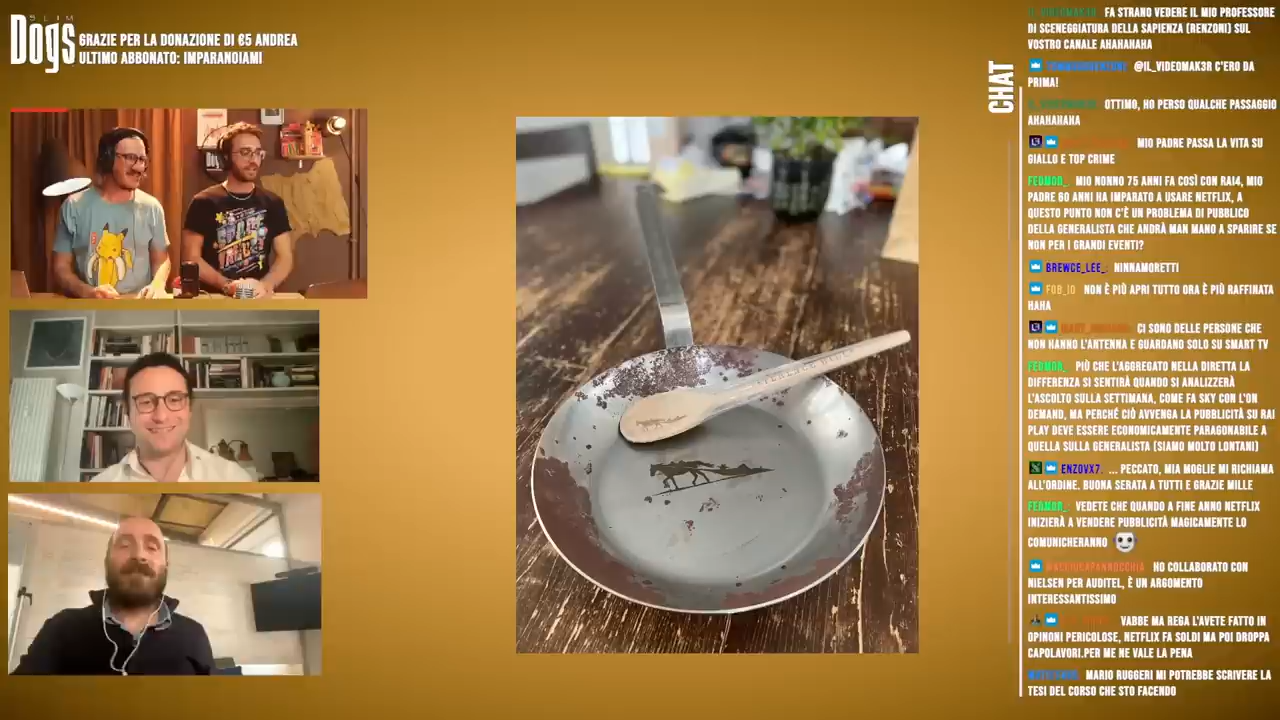 SLIM
Dogs
GRAZIE PER LA DONAZIONE DI €5 ANDREA
ULTIMO ABBONATO: IMPARANOIAMI
CHAT
FA STRANO VEDERE IL MIO PROFESSORE
DI SCENEGGIATURA DELLA SAPIENZA (RENZONI) SUL
VOSTRO CANALE AHAHAHAHA
@IL_VIDEOMAK3R C'ERO DA
PRIMA!
OTTIMO, HO PERSO QUALCHE PASSAGGIO
AHAHAHAHA
MIO PADRE PASSA LA VITA SU
GIALLO E TOP CRIME
FEDMOR_: MIO NONNO 75 ANNI FA COSÌ CON RAI4, MIO
PADRE 60 ANNI HA IMPARATO A USARE NETFLIX, A
QUESTO PUNTO NON C'È UN PROBLEMA DI PUBBLICO
DELLA GENERALISTA CHE ANDRÀ MAN MANO A SPARIRE SE
NON PER I GRANDI EVENTI?
BREWCE_LEE_: NINNAMORETTI
FOB_IO NON È PIÙ APRI TUTTO ORA È PIÙ RAFFINATA
HAHA
CI SONO DELLE PERSONE CHE
NON HANNO L'ANTENNA E GUARDANO SOLO SU SMART TV
FEDMOR_: PIÙ CHE L'AGGREGATO NELLA DIRETTA LA
DIFFERENZA SI SENTIRÀ QUANDO SI ANALIZZERÀ
L'ASCOLTO SULLA SETTIMANA, COME FA SKY CON L'ON
DEMAND, MA PERCHÉ CIÒ AVVENGA LA PUBBLICITÀ SU RAI
PLAY DEVE ESSERE ECONOMICAMENTE PARAGONABILE A
QUELLA SULLA GENERALISTA (SIAMO MOLTO LONTANI)
ENZOVX7: ... PECCATO, MIA MOGLIE MI RICHIAMA
ALL'ORDINE. BUONA SERATA A TUTTI E GRAZIE MILLE
FEDMOR_: VEDETE CHE QUANDO A FINE ANNO NETFLIX
INIZIERÀ A VENDERE PUBBLICITÀ MAGICAMENTE LO
COMUNICHERANNO
HO COLLABORATO CON
NIELSEN PER AUDITEL, È UN ARGOMENTO
INTERESSANTISSIMO
VABBE MA REGA L'AVETE FATTO IN
OPINONI PERICOLOSE, NETFLIX FA SOLDI MA POI DROPPA
CAPOLAVORI.PER ME NE VALE LA PENA
MARIO RUGGERI MI POTREBBE SCRIVERE LA
TESI DEL CORSO CHE STO FACENDO